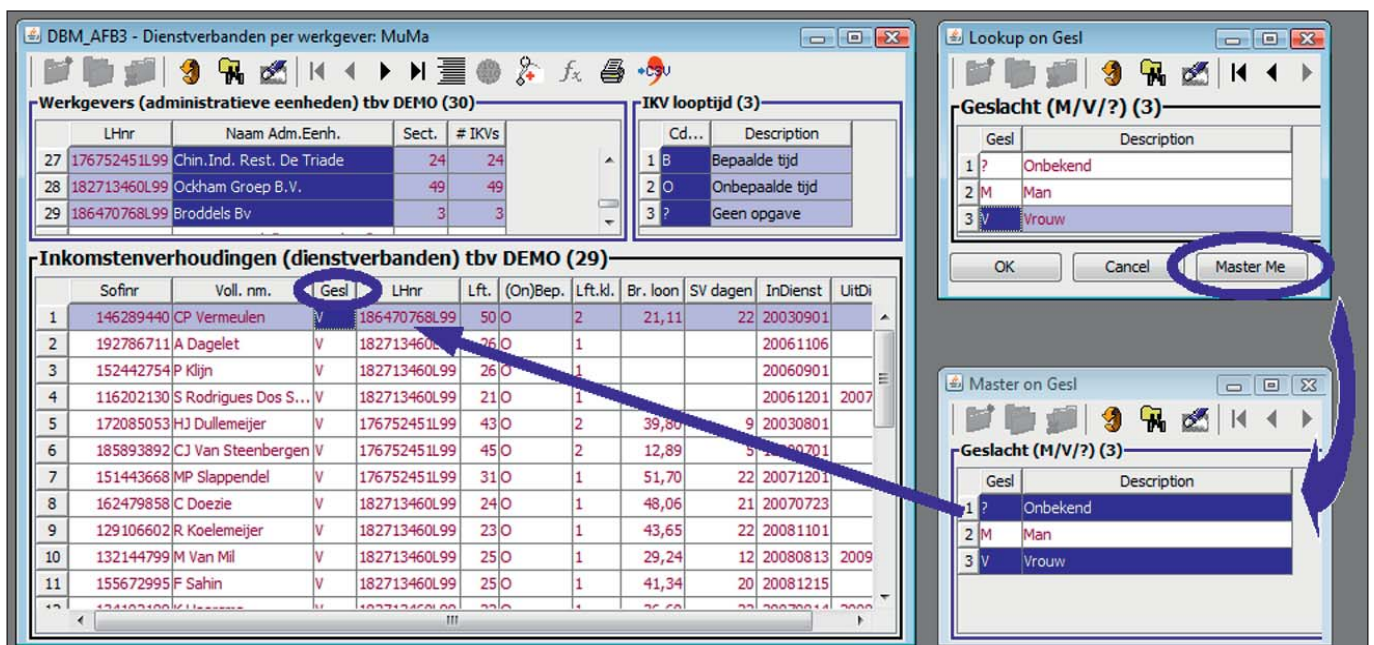 DBM_AFB3 - Dienstverbanden per werkgever: MuMa
fx CSV
Werkgevers (administratieve eenheden) tbv DEMO (30)
LHnr Naam Adm.Eenh. Sect. # IKVs
27 176752451L99 Chin.Ind. Rest. De Triade 24 24
28 182713460L99 Ockham Groep B.V. 49 49
29 186470768L99 Broddels Bv 3 3
IKV looptijd (3)
Cd... Description
1 B Bepaalde tijd
2 O Onbepaalde tijd
3 ? Geen opgave
Inkomstenverhoudingen (dienstverbanden) tbv DEMO (29)
Sofinr Voll. nm. Gesl LHnr Lft. (On)Bep. Lft.kl. Br. loon SV dagen InDienst UitDi
1 146289440 CP Vermeulen V 186470768L99 50 O 2 21,11 22 20030901
2 192786711 A Dagelet V 26 O 1 20061106
3 152442754 P Klijn V 182713460L99 26 O 1 20060901
4 116202130 S Rodrigues Dos S... V 182713460L99 21 O 1 20061201 2007
5 172085053 HJ Dullemeijer V 176752451L99 43 O 2 39,80 9 20030801
6 185893892 CJ Van Steenbergen V 176752451L99 45 O 2 12,89 5
7 151443668 MP Slappendel V 176752451L99 31 O 1 51,70 22 20071201
8 162479858 C Doezie V 182713460L99 24 O 1 48,06 21 20070723
9 129106602 R Koelemeijer V 182713460L99 23 O 1 43,65 22 20081101
10 132144799 M Van Mil V 182713460L99 25 O 1 29,24 12 20080813 2009
11 155672995 F Sahin V 182713460L99 25 O 1 41,34 20 20081215
Lookup on Gesl
Geslacht (M/V/?) (3)
Gesl Description
1 ? Onbekend
2 M Man
3 V Vrouw
OK Cancel Master Me
Master on Gesl
Geslacht (M/V/?) (3)
Gesl Description
1 ? Onbekend
2 M Man
3 V Vrouw